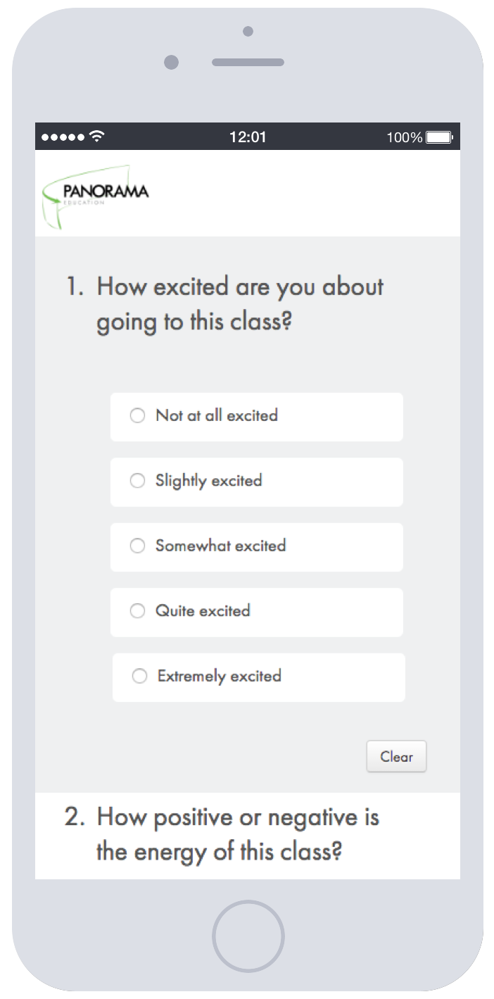 12:01
100%
PANORAMA
EDUCATION
1. How excited are you about
going to this class?
Not at all excited
Slightly excited
Somewhat excited
Quite excited
Extremely excited
Clear
2. How positive or negative is
the energy of this class?